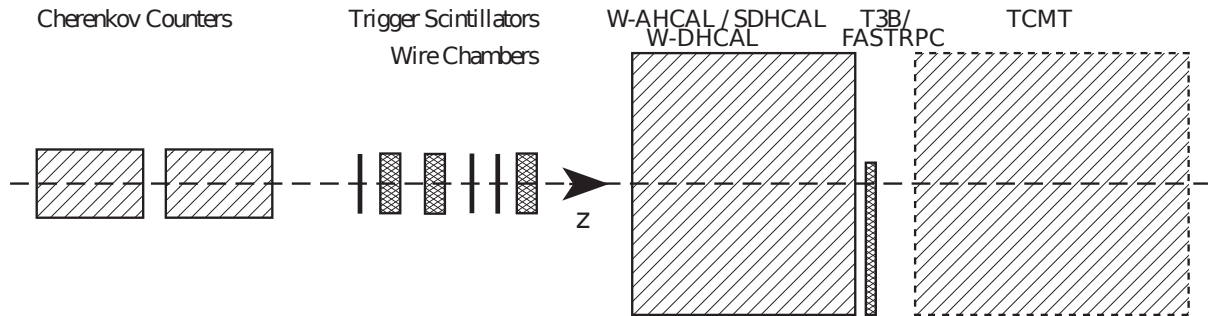 Cherenkov Counters
Trigger Scintillators
Wire Chambers
W-AHCAL / SDHCAL
W-DHCAL
T3B/
FASTRPC
TCMT
z